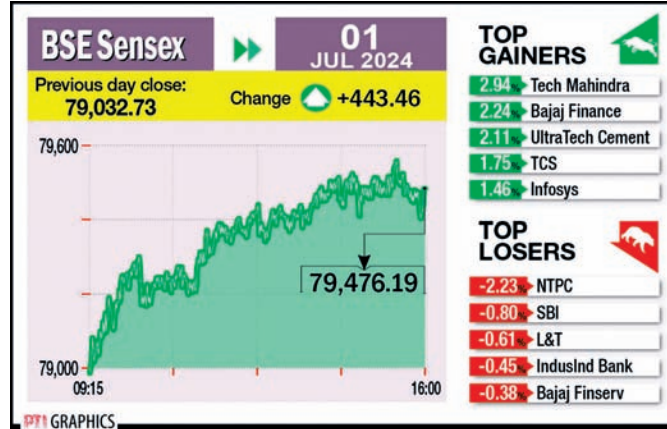 BSE Sensex
01
JUL 2024
Previous day close:
79,032.73
Change +443.46
79,600
79,476.19
79,000
09:15
16:00
TOP
GAINERS
2.94% Tech Mahindra
2.24% Bajaj Finance
2.11% UltraTech Cement
1.75% TCS
1.46% Infosys
TOP
LOSERS
-2.23% NTPC
-0.80% SBI
-0.61% L&T
-0.45% IndusInd Bank
-0.38% Bajaj Finserv
PTI GRAPHICS